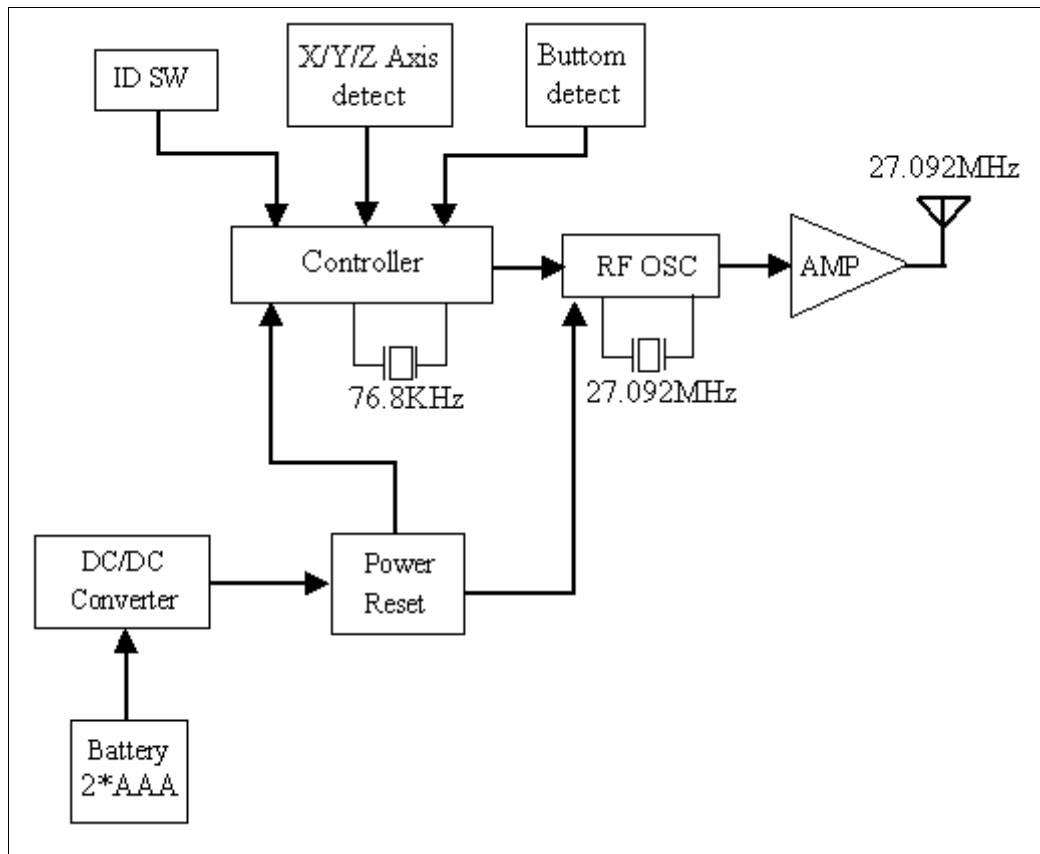 ID SW
X/Y/Z Axis
detect
Buttom
detect
27.092MHz
Controller
RF OSC
AMP
76.8KHz
27.092MHz
DC/DC
Converter
Power
Reset
Battery
2*AAA